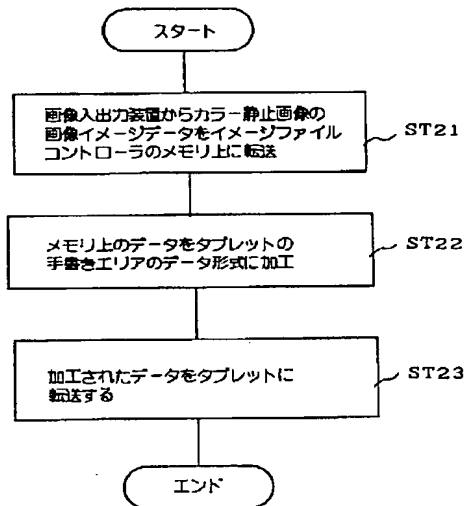 スタート
画像入出力装置からカラー静止画像の
画像イメージデータをイメージファイル
コントローラのメモリ上に転送
ST21
メモリ上のデータをタブレットの
手書きエリアのデータ形式に加工
ST22
加工されたデータをタブレットに
転送する
ST23
エンド